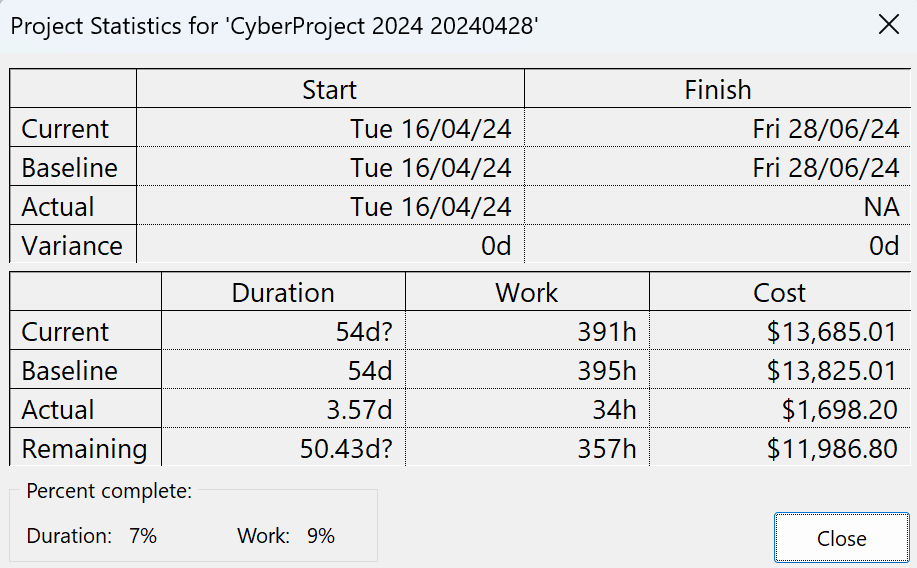 Project Statistics for 'CyberProject 2024 20240428'
Start Finish
Current Tue 16/04/24 Fri 28/06/24
Baseline Tue 16/04/24 Fri 28/06/24
Actual Tue 16/04/24 NA
Variance 0d 0d
Duration Work Cost
Current 54d? 391h $13,685.01
Baseline 54d 395h $13,825.01
Actual 3.57d 34h $1,698.20
Remaining 50.43d? 357h $11,986.80
Percent complete:
Duration: 7% Work: 9%
Close